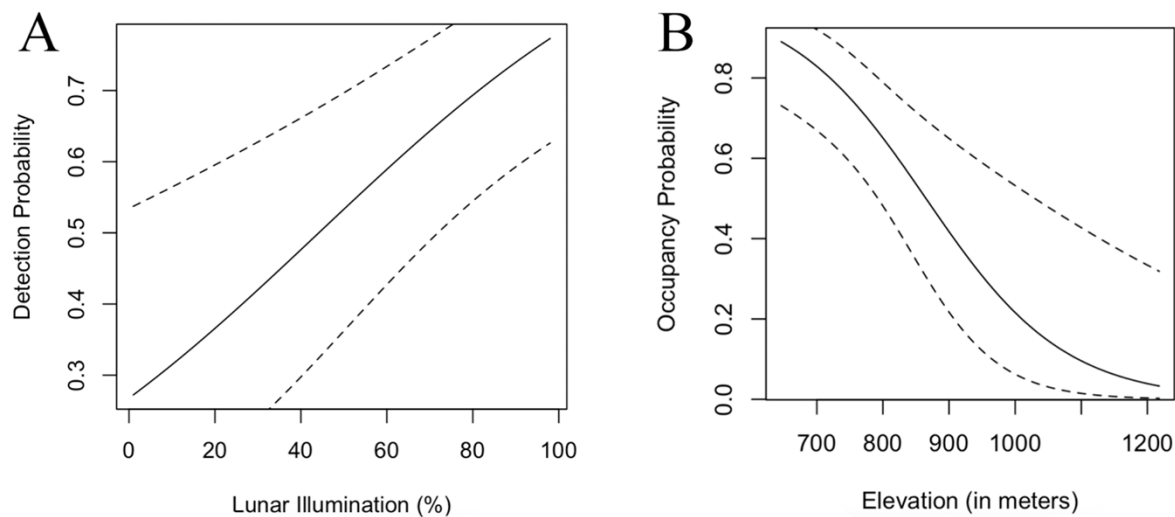 A
Detection Probability
0.7
0.6
0.5
0.4
0.3
0 20 40 60 80 100
Lunar Illumination (%)
B
Occupancy Probability
0.8
0.6
0.4
0.2
0.0
700 800 900 1000 1200
Elevation (in meters)